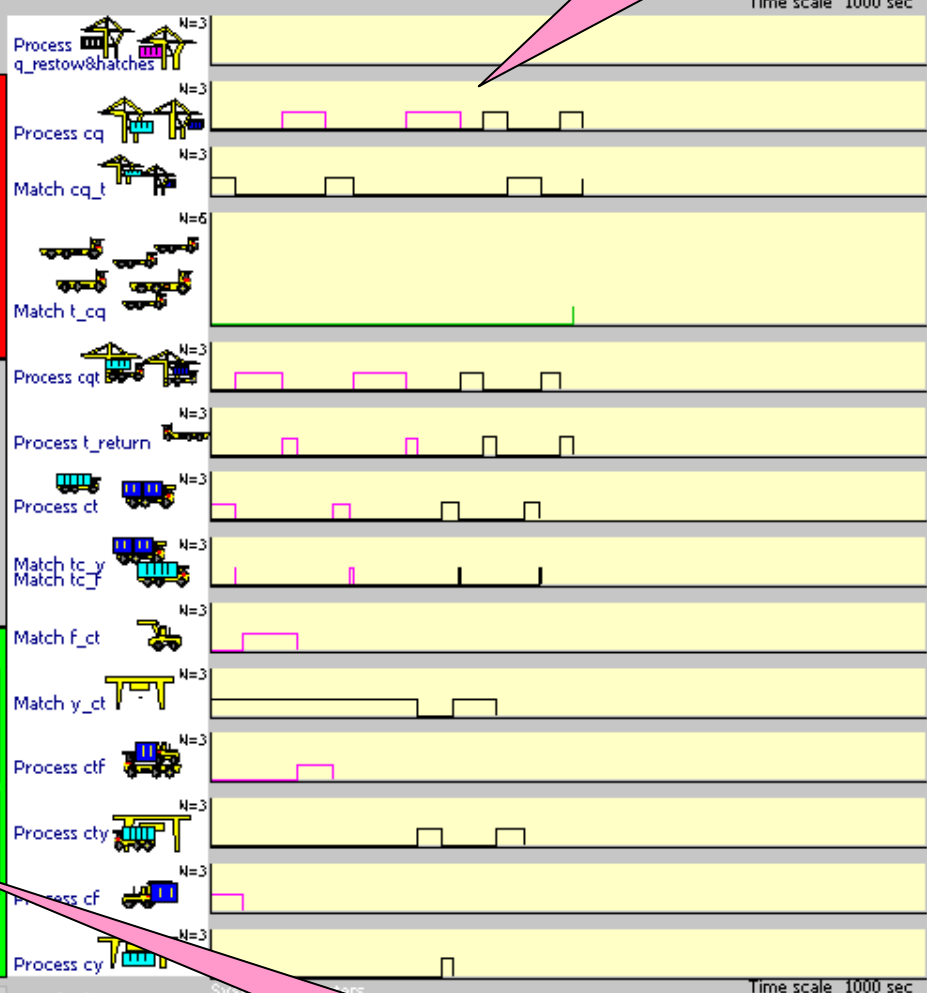 Time scale 1000 sec
N=3
Process
q_restow&hatches
N=3
Process cq
N=3
Match cq_t
N=6
Match t_cq
N=3
Process cqt
N=3
Process t_return
N=3
Process ct
N=3
Match tc_y
Match tc_f
N=3
Match f_ct
N=3
Match y_ct
N=3
Process ctf
N=3
Process cty
N=3
Process cf
N=3
Process cy
Time scale 1000 sec